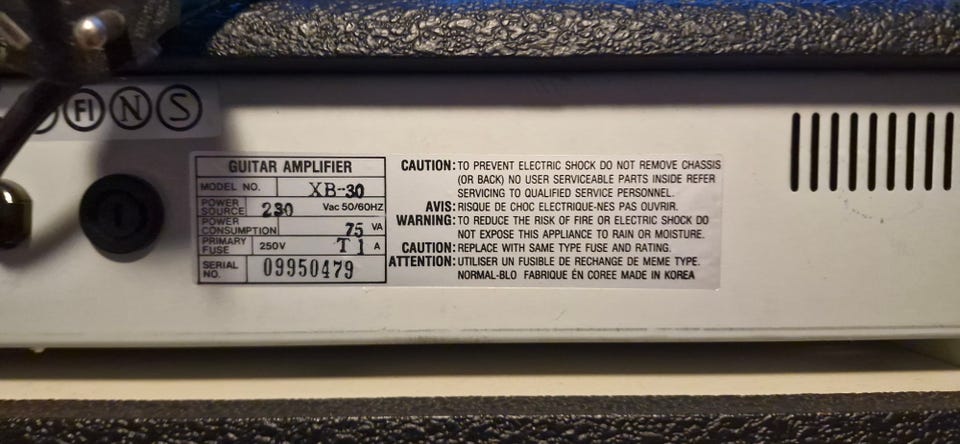 FI N S
GUITAR AMPLIFIER
MODEL NO. XB-30
POWER SOURCE 230 Vac 50/60HZ
POWER CONSUMPTION 75 VA
PRIMARY FUSE 250V T 1 A
SERIAL NO. 09950479
CAUTION: TO PREVENT ELECTRIC SHOCK DO NOT REMOVE CHASSIS
(OR BACK) NO USER SERVICEABLE PARTS INSIDE REFER
SERVICING TO QUALIFIED SERVICE PERSONNEL.
AVIS: RISQUE DE CHOC ELECTRIQUE-NES PAS OUVRIR.
WARNING: TO REDUCE THE RISK OF FIRE OR ELECTRIC SHOCK DO
NOT EXPOSE THIS APPLIANCE TO RAIN OR MOISTURE.
CAUTION: REPLACE WITH SAME TYPE FUSE AND RATING.
ATTENTION: UTILISER UN FUSIBLE DE RECHANGE DE MEME TYPE.
NORMAL-BLO FABRIQUE ÉN COREE MADE IN KOREA